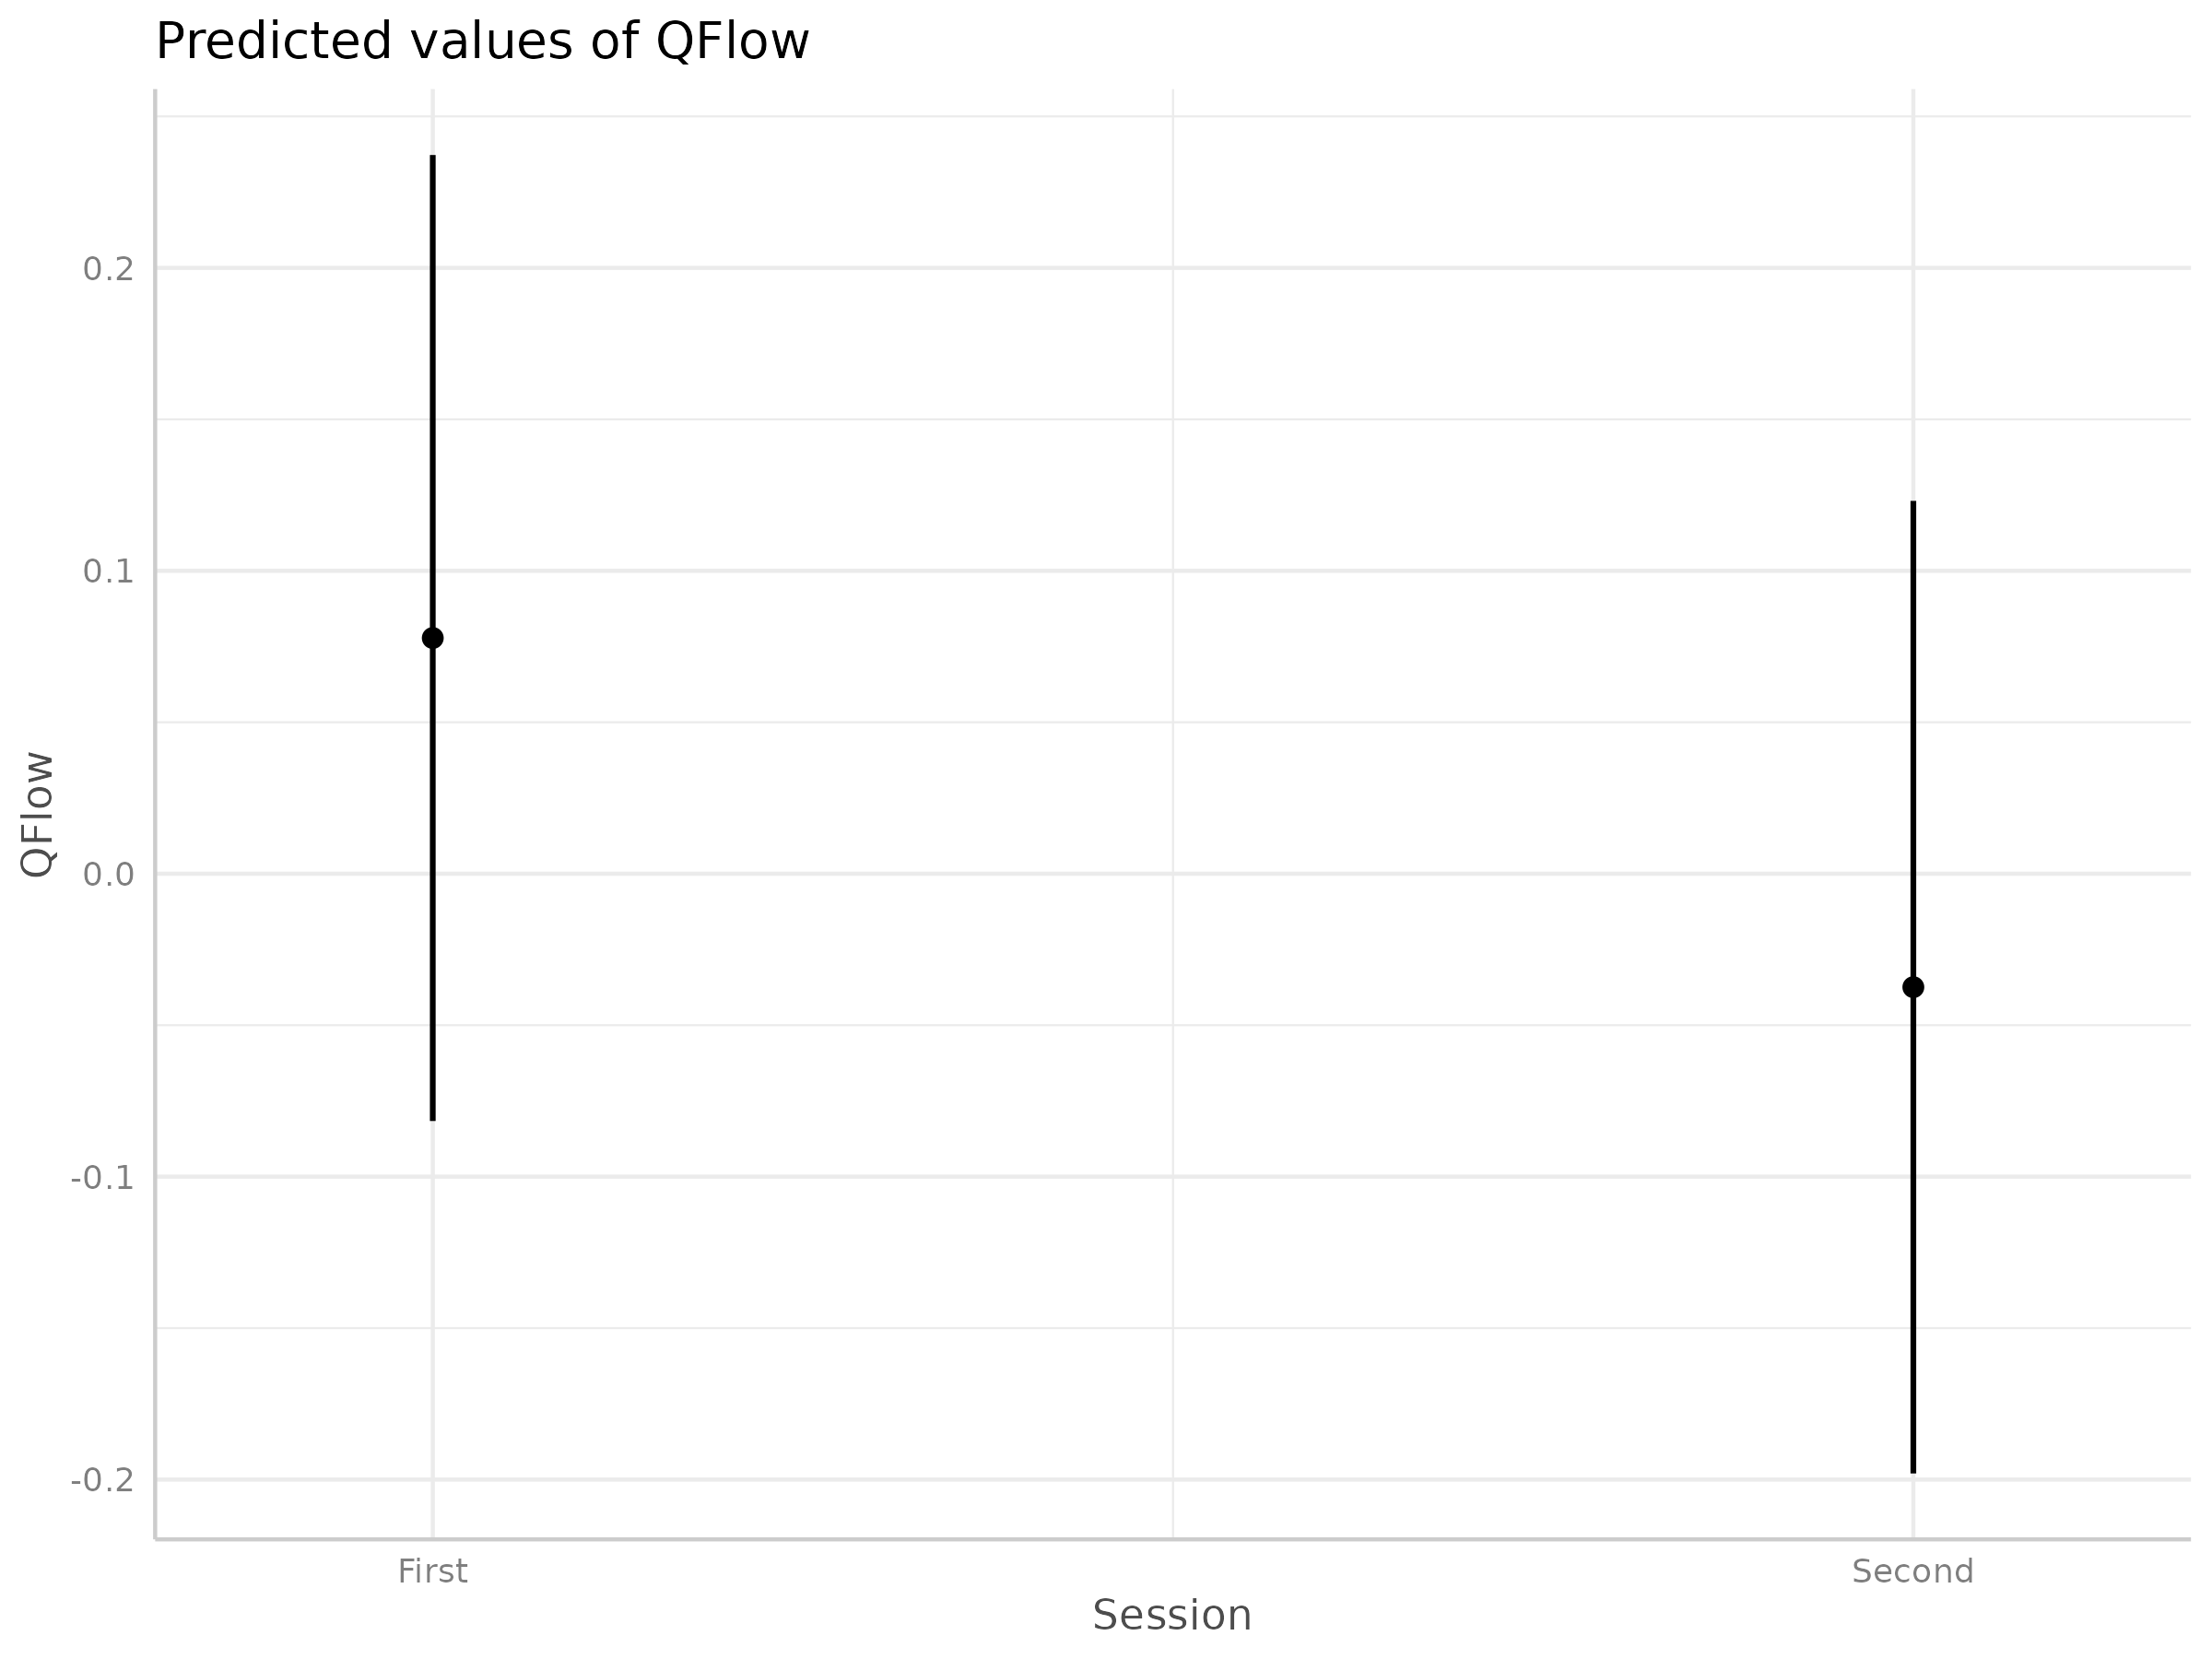 Predicted values of QFlow
QFlow
0.2
0.1
0.0
-0.1
-0.2
First
Second
Session